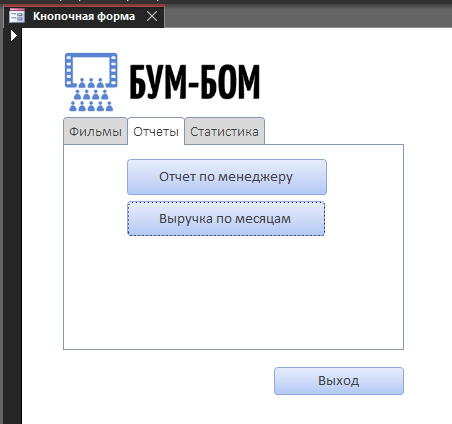 Кнопочная форма
БУМ-БОМ
Фильмы Отчеты Статистика
Отчет по менеджеру
Выручка по месяцам
Выход